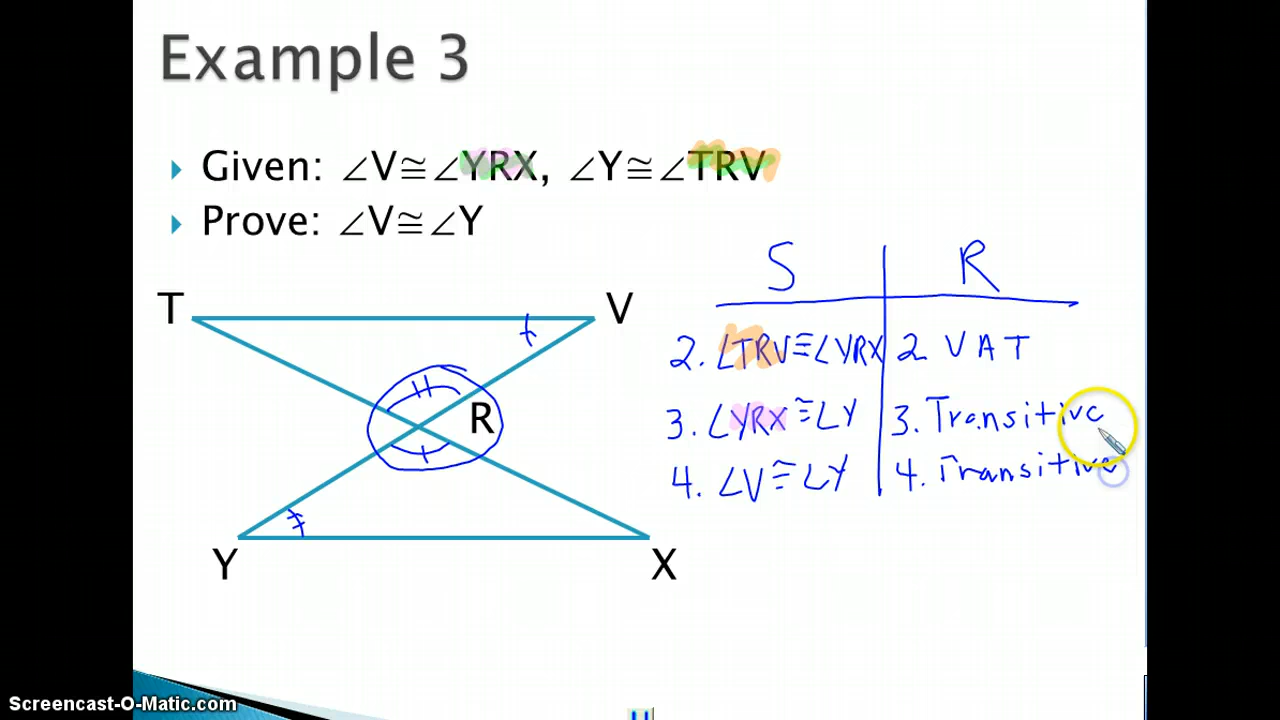 Example 3
Given: ∠V≅∠YRX, ∠Y≅∠TRV
Prove: ∠V≅∠Y
S R
2. ∠TRV≅∠YRX 2 VAT
3. ∠YRX≅∠Y 3. Transitive
4. ∠V≅∠Y 4. Transitive
T V
R
Y X
Screencast-O-Matic.com